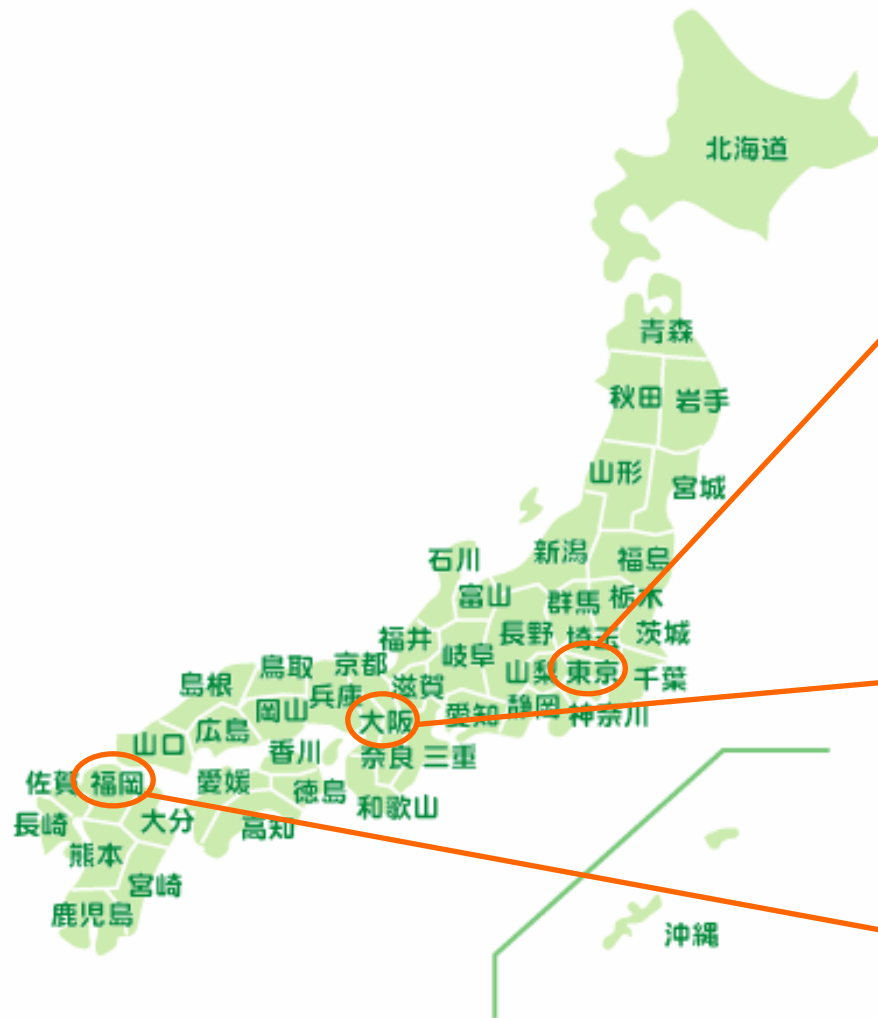 北海道
青森
秋田
岩手
山形
宮城
新潟
福島
石川
富山
群馬
栃木
福井
長野
埼玉
茨城
岐阜
山梨
東京
千葉
鳥取
京都
滋賀
島根
兵庫
岡山
大阪
愛知
静岡
神奈川
山口
広島
香川
奈良
三重
佐賀
福岡
愛媛
徳島
和歌山
長崎
大分
高知
熊本
宮崎
鹿児島
沖縄